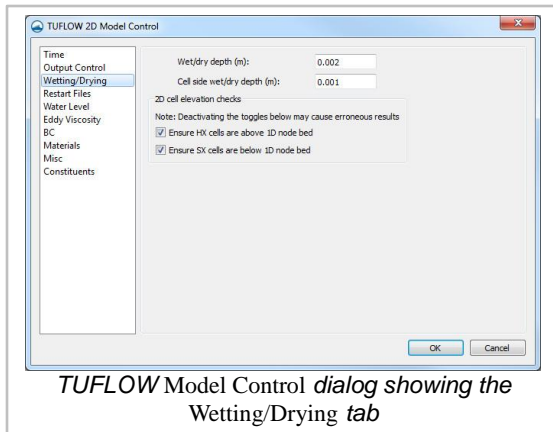 TUFLOW 2D Model Control
Time
Output Control
Wetting/Drying
Restart Files
Water Level
Eddy Viscosity
BC
Materials
Misc
Constituents
Wet/dry depth (m): 0.002
Cell side wet/dry depth (m): 0.001
2D cell elevation checks
Note: Deactivating the toggles below may cause erroneous results
Ensure HX cells are above 1D node bed
Ensure SX cells are below 1D node bed
OK Cancel
TUFLOW Model Control dialog showing the
Wetting/Drying tab